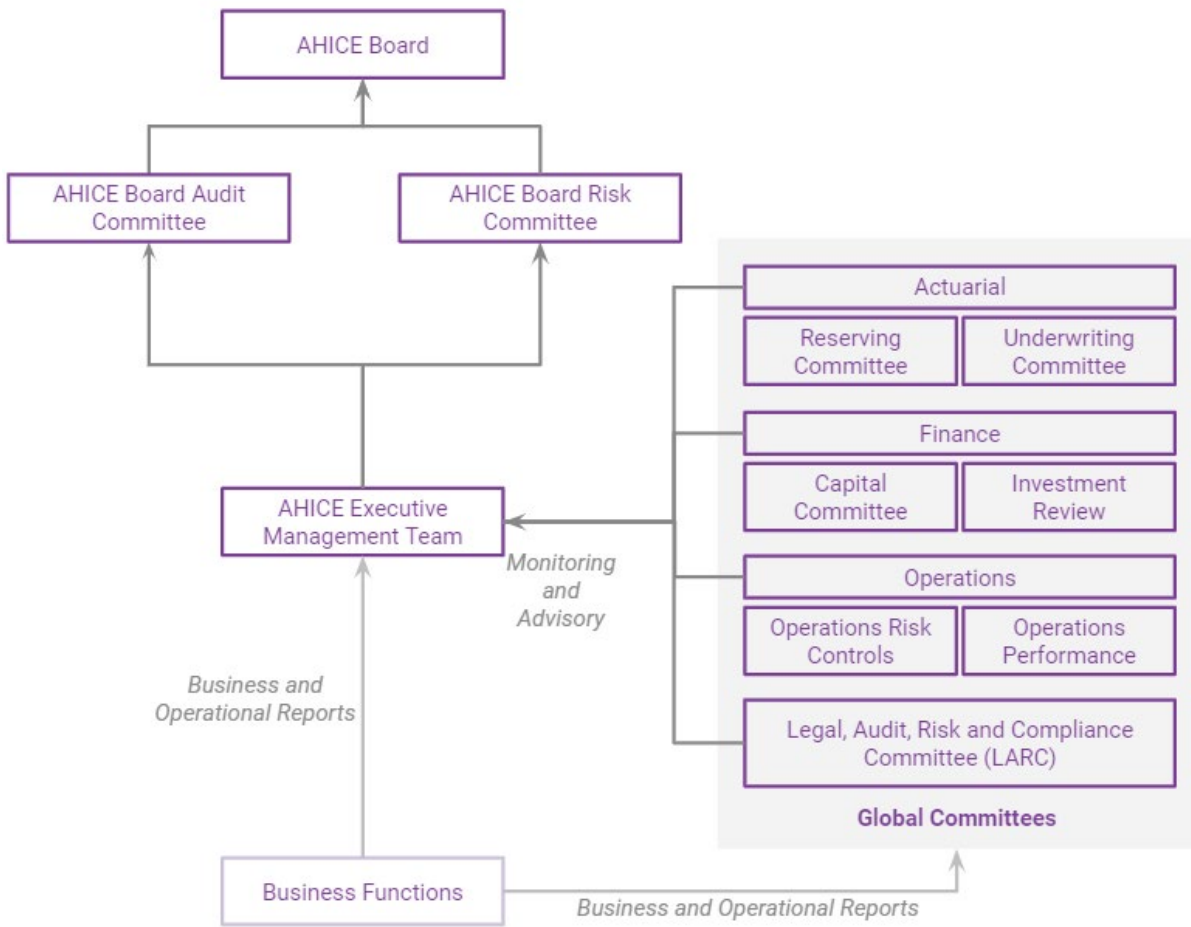 AHICE Board
AHICE Board Audit
Committee
AHICE Board Risk
Committee
Actuarial
Reserving
Committee
Underwriting
Committee
Finance
Capital
Committee
Investment
Review
AHICE Executive
Management Team
Monitoring
and
Advisory
Operations
Operations Risk
Controls
Operations
Performance
Business and
Operational Reports
Legal, Audit, Risk and Compliance
Committee (LARC)
Global Committees
Business Functions
Business and Operational Reports